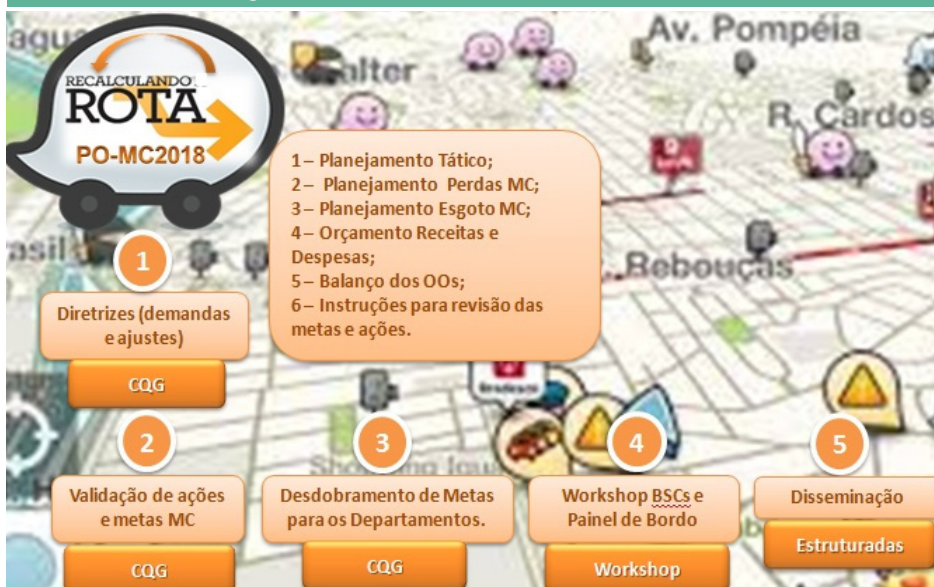 Av. Pompéia
RECALCULANDO
ROTA
PO-MC2018
R. Cardos
1 – Planejamento Tático;
2 – Planejamento Perdas MC;
3 – Planejamento Esgoto MC;
4 – Orçamento Receitas e
Despesas;
5 – Balanço dos OOs;
6 – Instruções para revisão das
metas e ações.
Rebouças
1
Diretrizes (demandas
e ajustes)
CQG
2
Validação de ações
e metas MC
CQG
3
Desdobramento de Metas
para os Departamentos.
CQG
4
Workshop BSCs e
Painel de Bordo
Workshop
5
Disseminação
Estruturadas